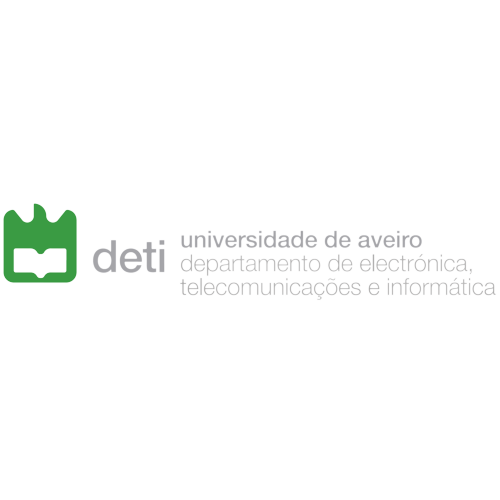 deti
universidade de aveiro
departamento de electrónica,
telecomunicações e informática